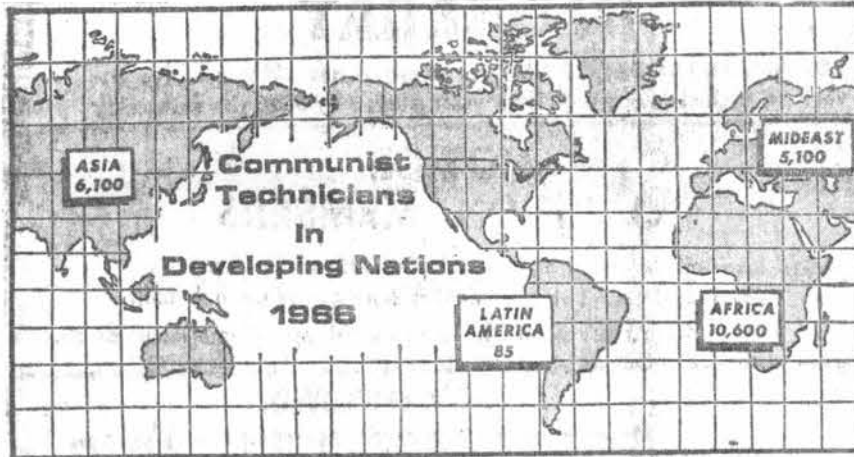 Communist
Technicians
In
Developing Nations
1966
ASIA
6,100
MIDEAST
5,100
LATIN
AMERICA
85
AFRICA
10,600